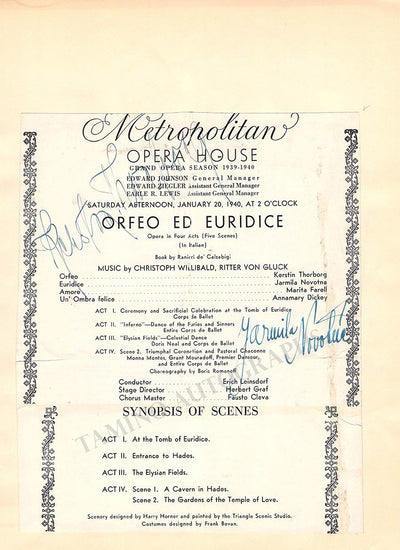 Metropolitan
OPERA HOUSE
GRAND OPERA SEASON 1939-1940
EDWARD JOHNSON General Manager
EDWARD ZIEGLER Assistant General Manager
EARLE R. LEWIS Assistant General Manager
SATURDAY AFTERNOON, JANUARY 20, 1940, AT 2 O'CLOCK
ORFEO ED EURIDICE
Opera in Four Acts (Five Scenes)
(In Italian)
Book by Ranieri de' Calzabigi
MUSIC by CHRISTOPH WILLIBALD, RITTER VON GLUCK
Orfeo Kerstin Thorborg
Euridice Jarmila Novotna
Amore Marita Farell
Un' Ombra felice Annamary Dickey
ACT I. Ceremony and Sacrificial Celebration at the Tomb of Euridice
Corps de Ballet
ACT II. "Inferno"—Dance of the Furies and Sinners
Entire Corps de Ballet
ACT III. "Elysian Fields"—Celestial Dance
Doris Neal and Corps de Ballet
ACT IV. Scene 2. Triumphal Coronation and Pastoral Chaconne
Monna Montes, Grant Mouradoff, Premier Danseur,
and Entire Corps de Ballet
Choreography by Boris Romanoff
Kerstin Thorborg
Jarmila Novotna
Conductor Erich Leinsdorf
Stage Director Herbert Graf
Chorus Master Fausto Cleva
TAMINO AUTOGRAPHS
SYNOPSIS OF SCENES
ACT I. At the Tomb of Euridice.
ACT II. Entrance to Hades.
ACT III. The Elysian Fields.
ACT IV. Scene 1. A Cavern in Hades.
Scene 2. The Gardens of the Temple of Love.
Scenery designed by Harry Horner and painted by the Triangle Scenic Studio.
Costumes designed by Frank Bevan.